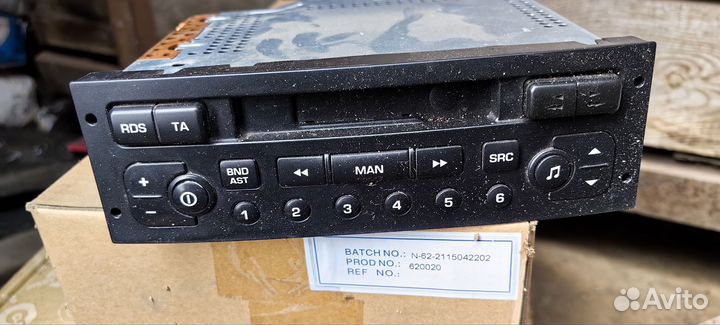 RDS TA
BND AST
◄◄ MAN ►►
SRC
+
−
1 2 3 4 5 6
BATCH NO.: N-62-2115042202
PROD NO.: 620020
REF NO.:
Avito